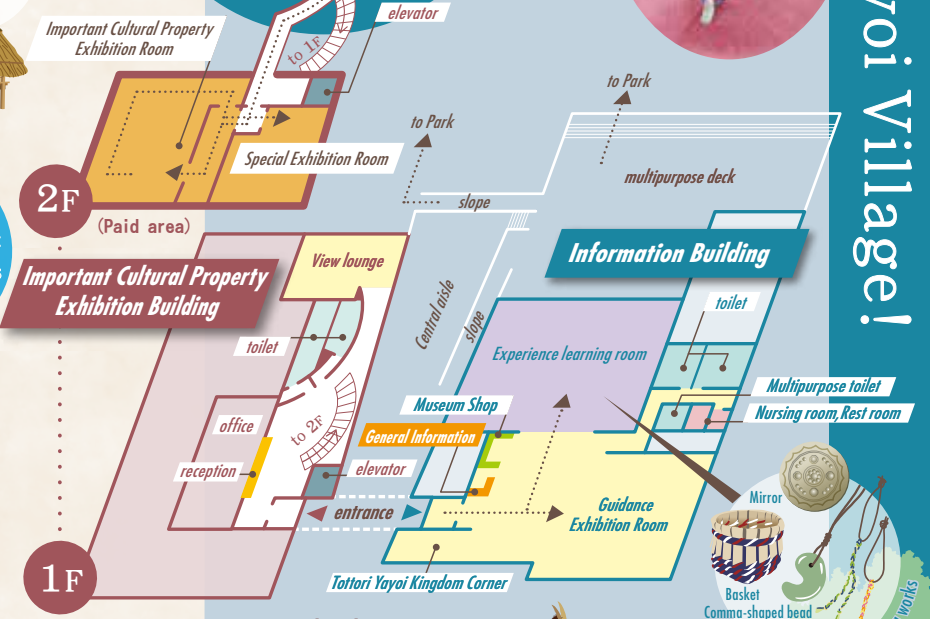 Important Cultural Property
Exhibition Room
elevator
to 1F
to Park
to Park
Special Exhibition Room
multipurpose deck
2F
(Paid area)
slope
Important Cultural Property
Exhibition Building
View lounge
Information Building
Central aisle
slope
toilet
toilet
Experience learning room
Multipurpose toilet
Museum Shop
Nursing room,Rest room
office
to 2F
General Information
reception
elevator
entrance
Guidance
Exhibition Room
Mirror
1F
Tottori Yayoi Kingdom Corner
Basket
Comma-shaped bead
works
Village!